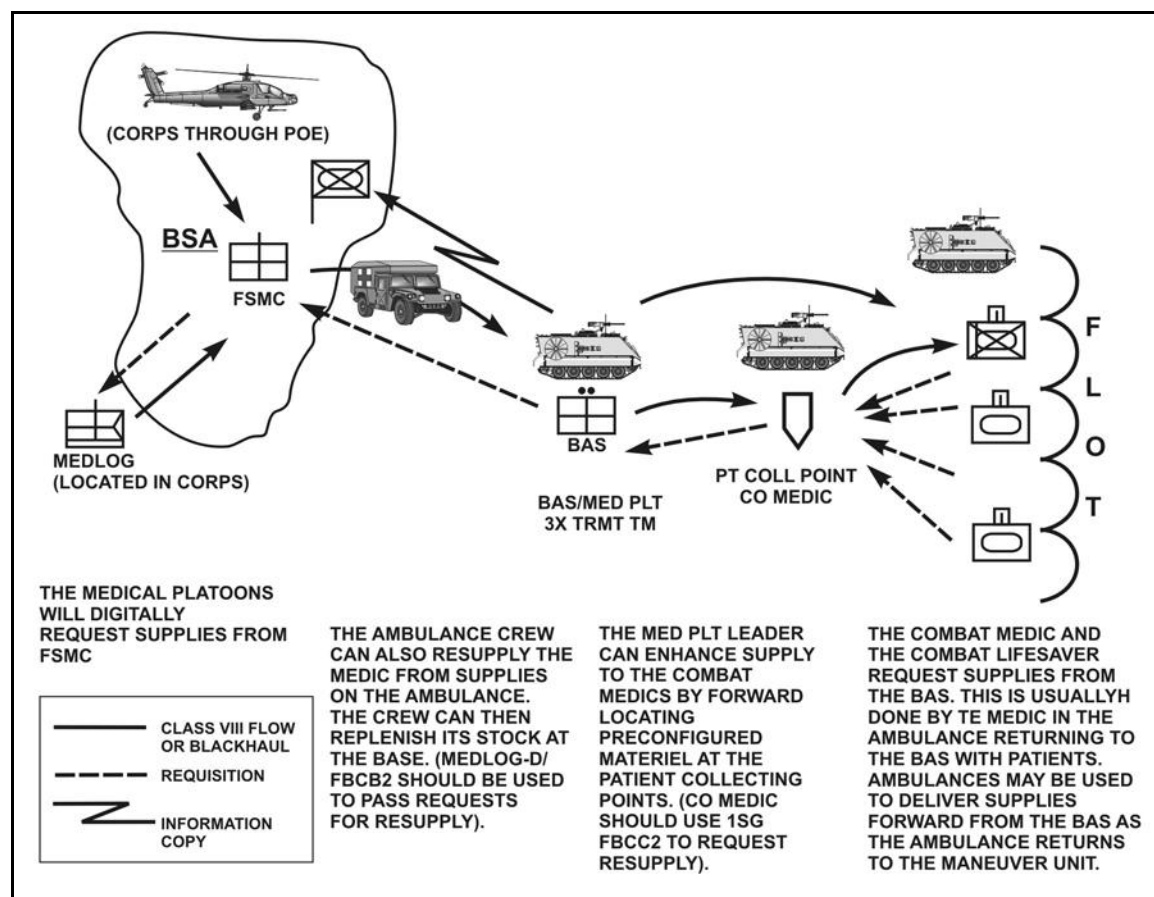 (CORPS THROUGH POE)
BSA
FSMC
MEDLOG
(LOCATED IN CORPS)
BAS
BAS/MED PLT
3X TRMT TM
PT COLL POINT
CO MEDIC
F
L
O
T
THE MEDICAL PLATOONS
WILL DIGITALLY
REQUEST SUPPLIES FROM
FSMC
CLASS VIII FLOW
OR BLACKHAUL
REQUISITION
INFORMATION
COPY
THE AMBULANCE CREW
CAN ALSO RESUPPLY THE
MEDIC FROM SUPPLIES
ON THE AMBULANCE.
THE CREW CAN THEN
REPLENISH ITS STOCK AT
THE BASE. (MEDLOG-D/
FBCB2 SHOULD BE USED
TO PASS REQUESTS
FOR RESUPPLY).
THE MED PLT LEADER
CAN ENHANCE SUPPLY
TO THE COMBAT
MEDICS BY FORWARD
LOCATING
PRECONFIGURED
MATERIEL AT THE
PATIENT COLLECTING
POINTS. (CO MEDIC
SHOULD USE 1SG
FBCC2 TO REQUEST
RESUPPLY).
THE COMBAT MEDIC AND
THE COMBAT LIFESAVER
REQUEST SUPPLIES FROM
THE BAS. THIS IS USUALLYH
DONE BY TE MEDIC IN THE
AMBULANCE RETURNING TO
THE BAS WITH PATIENTS.
AMBULANCES MAY BE USED
TO DELIVER SUPPLIES
FORWARD FROM THE BAS AS
THE AMBULANCE RETURNS
TO THE MANEUVER UNIT.